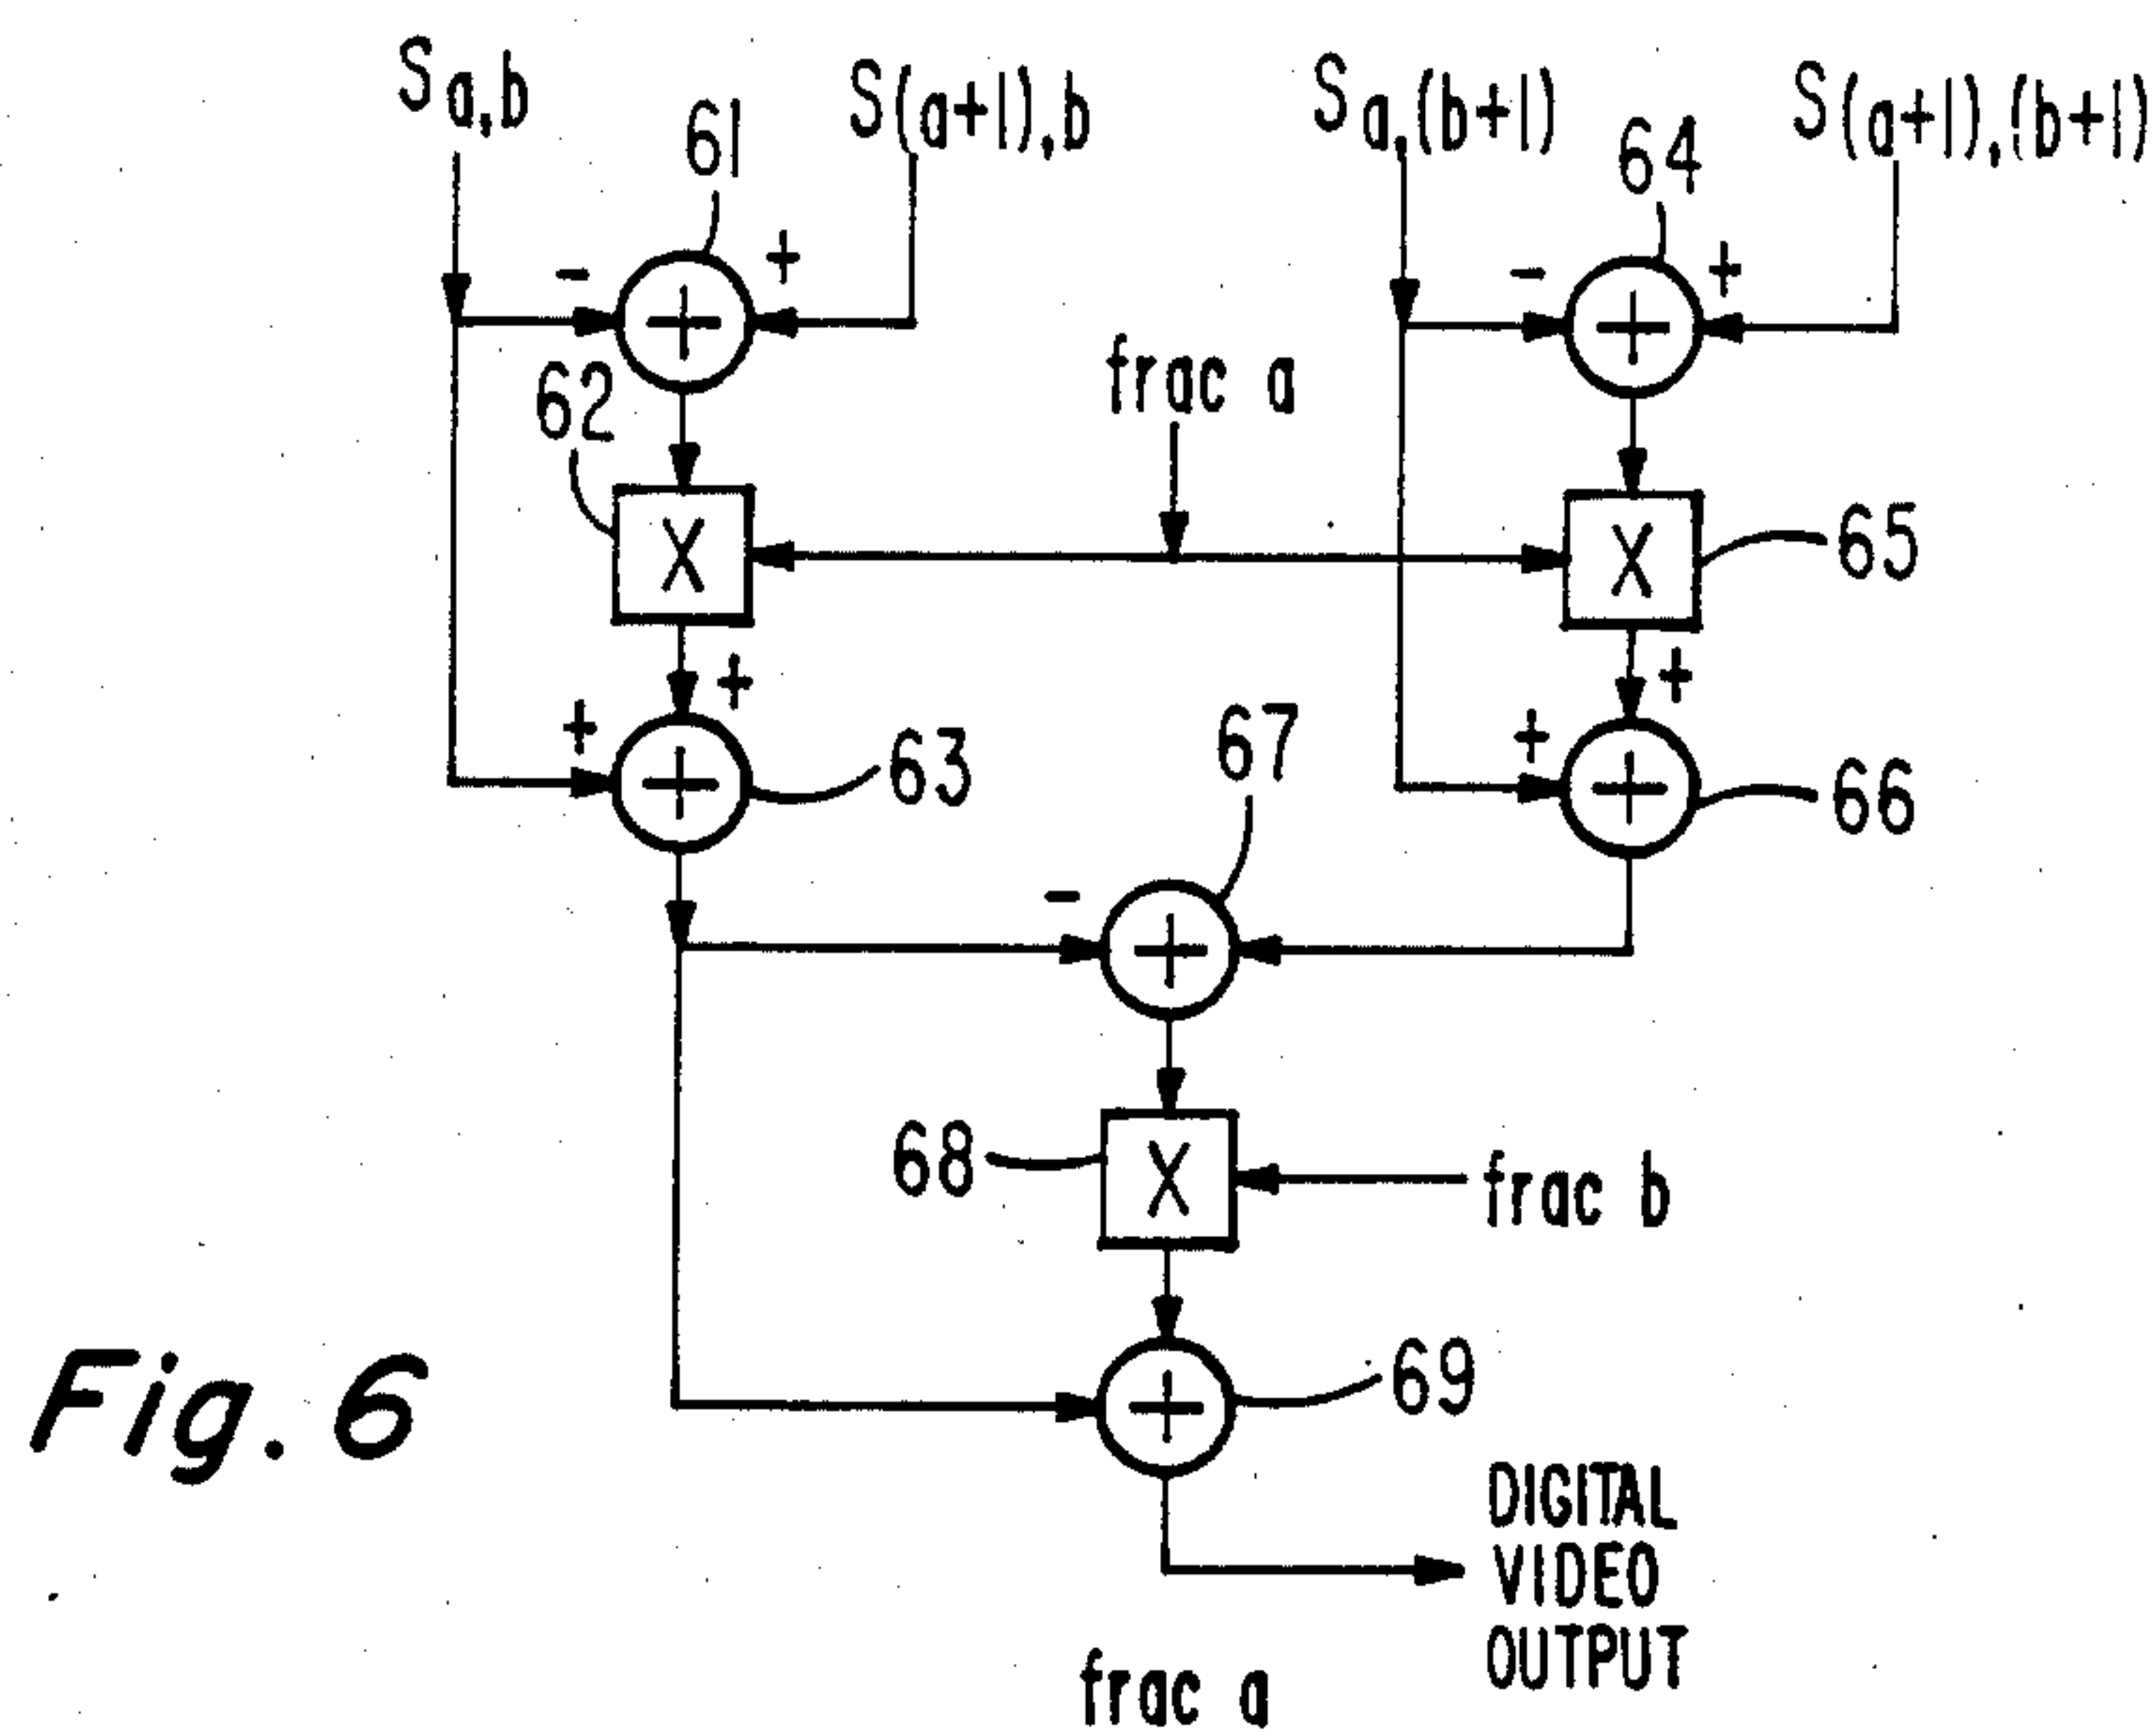 Sa,b
S(a+1),b
Sa,(b+1)
S(a+1),(b+1)
61
64
- +
- +
frac a
62
X
X
65
+
+
+
+
63
67
66
-
68
X
frac b
69
Fig. 6
DIGITAL
VIDEO
OUTPUT
frac a